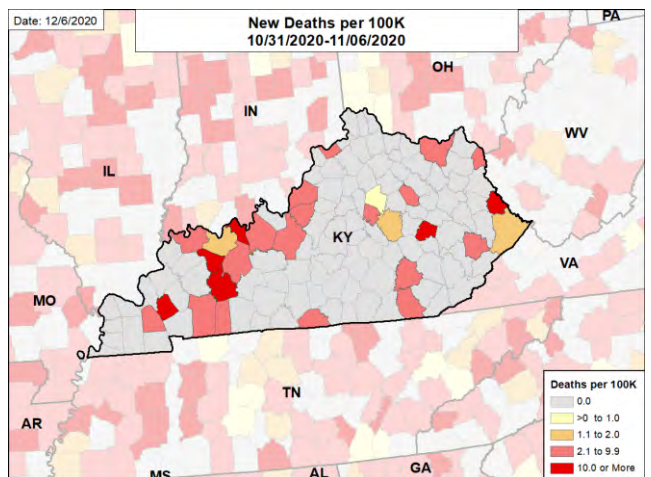 Date: 12/6/2020
New Deaths per 100K
10/31/2020-11/06/2020
PA
OH
IN
WV
IL
KY
VA
MO
TN
AR
MS
AL
GA
Deaths per 100K
0.0
>0 to 1.0
1.1 to 2.0
2.1 to 9.9
10.0 or More